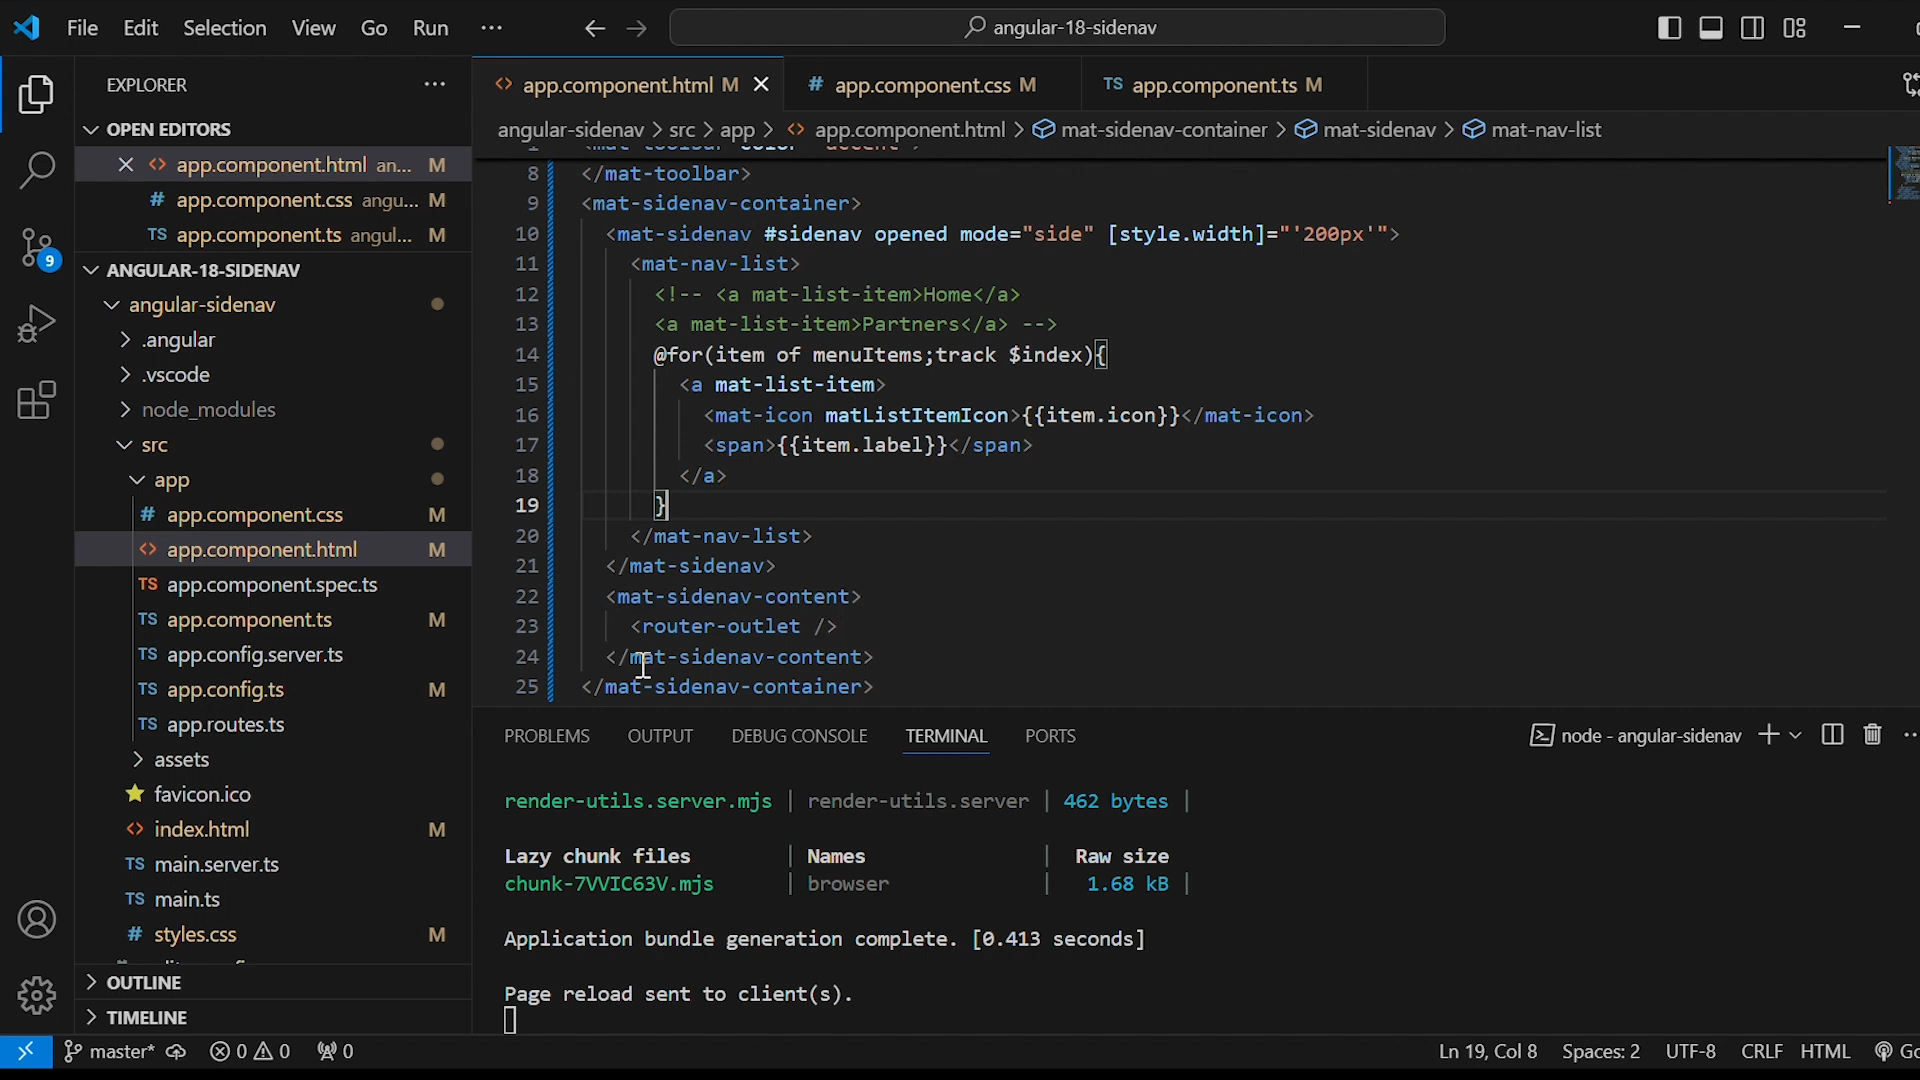 File Edit Selection View Go Run ···
angular-18-sidenav
EXPLORER
OPEN EDITORS
app.component.html an... M
app.component.css angu... M
app.component.ts angul... M
ANGULAR-18-SIDENAV
angular-sidenav
.angular
.vscode
node_modules
src
app
app.component.css M
app.component.html M
TS app.component.spec.ts
TS app.component.ts M
TS app.config.server.ts
TS app.config.ts M
TS app.routes.ts
assets
favicon.ico
index.html M
TS main.server.ts
TS main.ts
# styles.css M
OUTLINE
TIMELINE
9
<> app.component.html M
# app.component.css M
TS app.component.ts M
angular-sidenav > src > app > <> app.component.html > mat-sidenav-container > mat-sidenav > mat-nav-list
8 </mat-toolbar>
9 <mat-sidenav-container>
10 <mat-sidenav #sidenav opened mode="side" [style.width]="'200px'">
11 <mat-nav-list>
12 <!-- <a mat-list-item>Home</a>
13 <a mat-list-item>Partners</a> -->
14 @for(item of menuItems;track $index){
15 <a mat-list-item>
16 <mat-icon matListItemIcon>{{item.icon}}</mat-icon>
17 <span>{{item.label}}</span>
18 </a>
19 }
20 </mat-nav-list>
21 </mat-sidenav>
22 <mat-sidenav-content>
23 <router-outlet />
24 </mat-sidenav-content>
25 </mat-sidenav-container>
PROBLEMS OUTPUT DEBUG CONSOLE TERMINAL PORTS
node - angular-sidenav
render-utils.server.mjs | render-utils.server | 462 bytes |
Lazy chunk files | Names | Raw size
chunk-7VVIC63V.mjs | browser | 1.68 kB |
Application bundle generation complete. [0.413 seconds]
Page reload sent to client(s).
master* 0 0 0
Ln 19, Col 8 Spaces: 2 UTF-8 CRLF HTML Go